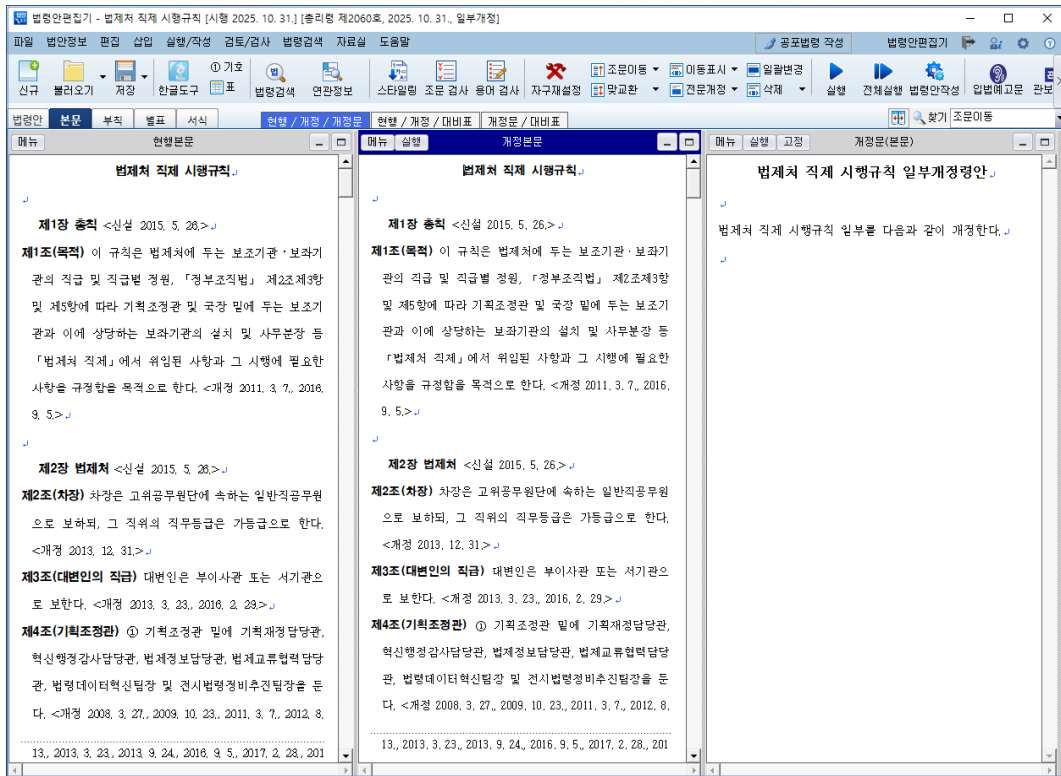 법령안편집기 - 법제처 직제 시행규칙 [시행 2025. 10. 31.] [총리령 제2060호, 2025. 10. 31., 일부개정]
파일 법안정보 편집 삽입 실행/작성 검토/검사 법령검색 자료실 도움말 공포법령 작성 법령안편집기
① 기호 조문이동 이동표시 일괄변경
표 맞교환 전문개정 삭제
신규 불러오기 저장 한글도구 법령검색 연관정보 스타일링 조문 검사 용어 검사 자구재설정 실행 전체실행 법령안작성 입법예고문 관보
법령안 본문 부칙 별표 서식 현행 / 개정 / 개정문 현행 / 개정 / 대비표 개정문 / 대비표 찾기 조문이동
메뉴 현행본문
법제처 직제 시행규칙
제1장 총칙 <신설 2015. 5. 26.>
제1조(목적) 이 규칙은 법제처에 두는 보조기관·보좌기
관의 직급 및 직급별 정원, 「정부조직법」 제2조제3항
및 제5항에 따라 기획조정관 및 국장 밑에 두는 보조기
관과 이에 상당하는 보좌기관의 설치 및 사무분장 등
「법제처 직제」에서 위임된 사항과 그 시행에 필요한
사항을 규정함을 목적으로 한다. <개정 2011. 3. 7., 2016.
9. 5.>
제2장 법제처 <신설 2015. 5. 26.>
제2조(차장) 차장은 고위공무원단에 속하는 일반직공무원
으로 보하되, 그 직위의 직무등급은 가등급으로 한다.
<개정 2013. 12. 31.>
제3조(대변인의 직급) 대변인은 부이사관 또는 서기관으
로 보한다. <개정 2013. 3. 23., 2016. 2. 29.>
제4조(기획조정관) ① 기획조정관 밑에 기획재정담당관,
혁신행정감사담당관, 법제정보담당관, 법제교류협력담당
관, 법령데이터혁신팀장 및 전시법령정비추진팀장을 둔
다. <개정 2008. 3. 27., 2009. 10. 23., 2011. 3. 7., 2012. 8.
13., 2013. 3. 23., 2013. 9. 24., 2016. 9. 5., 2017. 2. 28., 201
메뉴 실행 개정본문
법제처 직제 시행규칙
제1장 총칙 <신설 2015. 5. 26.>
제1조(목적) 이 규칙은 법제처에 두는 보조기관·보좌기
관의 직급 및 직급별 정원, 「정부조직법」 제2조제3항
및 제5항에 따라 기획조정관 및 국장 밑에 두는 보조기
관과 이에 상당하는 보좌기관의 설치 및 사무분장 등
「법제처 직제」에서 위임된 사항과 그 시행에 필요한
사항을 규정함을 목적으로 한다. <개정 2011. 3. 7., 2016.
9. 5.>
제2장 법제처 <신설 2015. 5. 26.>
제2조(차장) 차장은 고위공무원단에 속하는 일반직공무원
으로 보하되, 그 직위의 직무등급은 가등급으로 한다.
<개정 2013. 12. 31.>
제3조(대변인의 직급) 대변인은 부이사관 또는 서기관으
로 보한다. <개정 2013. 3. 23., 2016. 2. 29.>
제4조(기획조정관) ① 기획조정관 밑에 기획재정담당관,
혁신행정감사담당관, 법제정보담당관, 법제교류협력담당
관, 법령데이터혁신팀장 및 전시법령정비추진팀장을 둔
다. <개정 2008. 3. 27., 2009. 10. 23., 2011. 3. 7., 2012. 8.
13., 2013. 3. 23., 2013. 9. 24., 2016. 9. 5., 2017. 2. 28., 201
메뉴 실행 고정 개정문(본문)
법제처 직제 시행규칙 일부개정령안
법제처 직제 시행규칙 일부를 다음과 같이 개정한다.